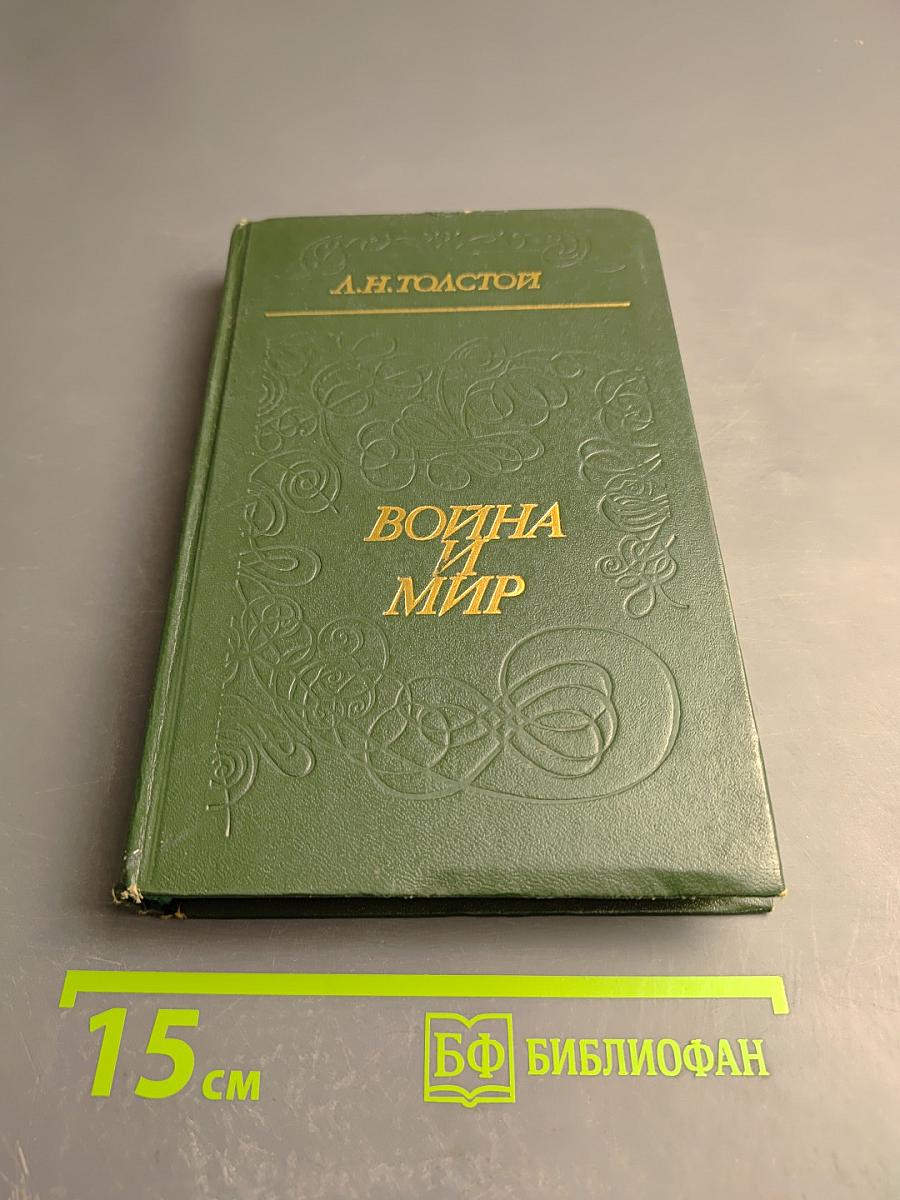 Л.Н.ТОЛСТОЙ
ВОЙНА
И
МИР
15 см
БФ БИБЛИОФАН